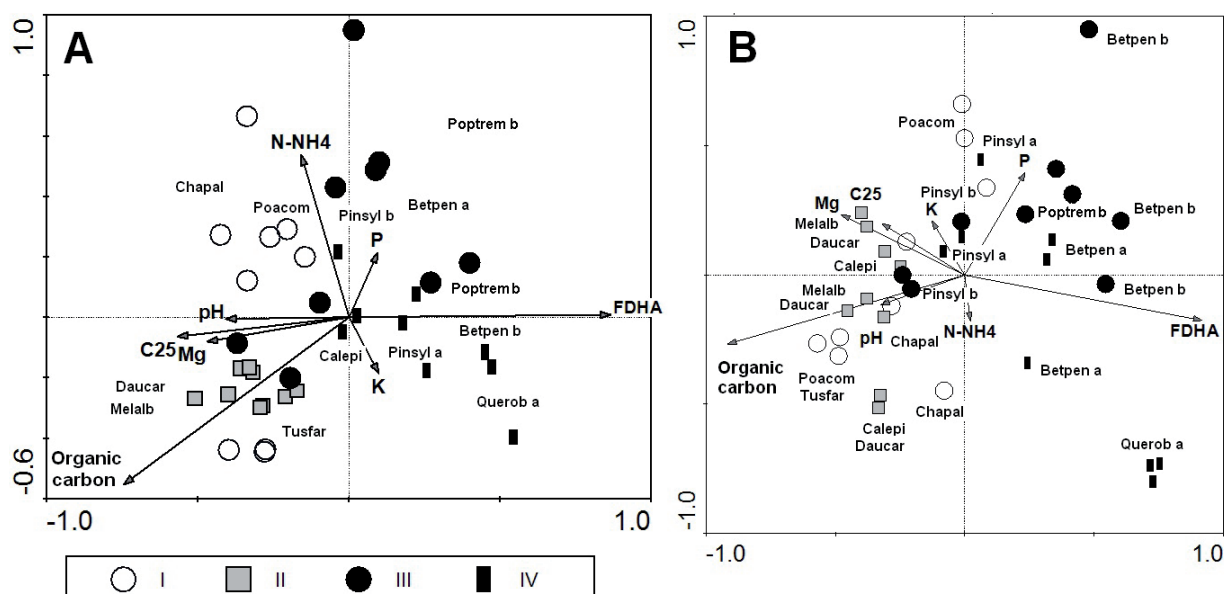 A
1.0
-0.6
-1.0
1.0
N-NH4
Poptrem b
Chapal
Poacom
Pinsyl b
Betpen a
P
Poptrem b
pH
FDHA
C25
Mg
Calepi
Pinsyl a
Betpen b
K
Daucar
Melalb
Querob a
Tusfar
Organic
carbon
I
II
III
IV
B
1.0
-1.0
-1.0
1.0
Betpen b
Poacom
Pinsyl a
P
C25
Mg
Pinsyl b
K
Melalb
Daucar
Poptrem b
Betpen b
Calepi
Pinsyl a
Betpen a
Melalb
Daucar
Pinsyl b
Betpen b
pH
Chapal
N-NH4
FDHA
Organic
carbon
Poacom
Tusfar
Betpen a
Chapal
Calepi
Daucar
Querob a